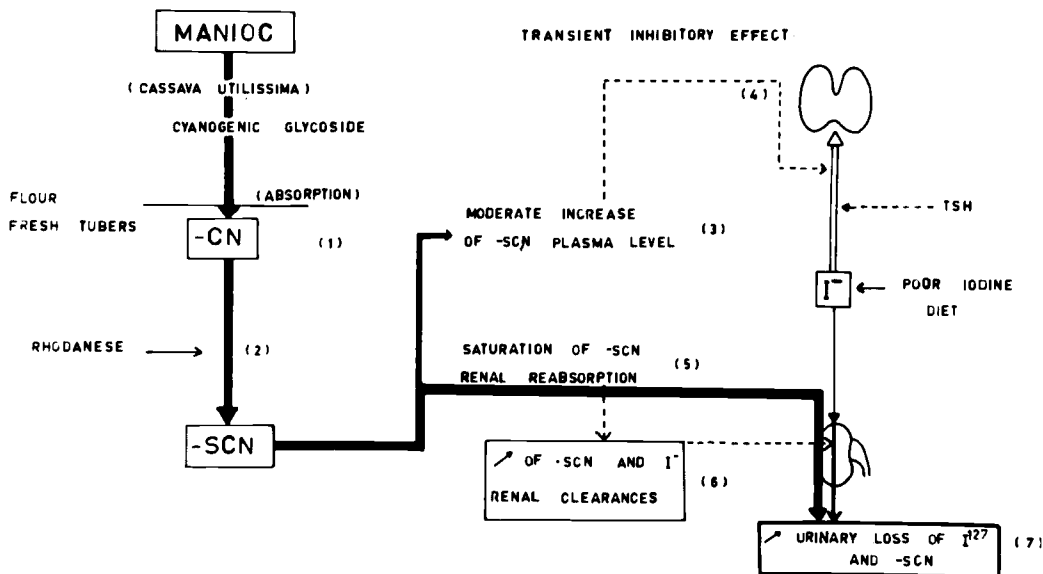 MANIOC
TRANSIENT INHIBITORY EFFECT
(CASSAVA UTILISSIMA)
(4)
CYANOGENIC GLYCOSIDE
FLOUR
(ABSORPTION)
FRESH TUBERS
-CN
(1)
MODERATE INCREASE
OF -SCN PLASMA LEVEL
(3)
TSH
I⁻
POOR IODINE
DIET
RHODANESE
(2)
SATURATION OF -SCN
RENAL REABSORPTION
(5)
-SCN
↗ OF -SCN AND I⁻
RENAL CLEARANCES
(6)
↗ URINARY LOSS OF I¹²⁷
AND -SCN
(7)